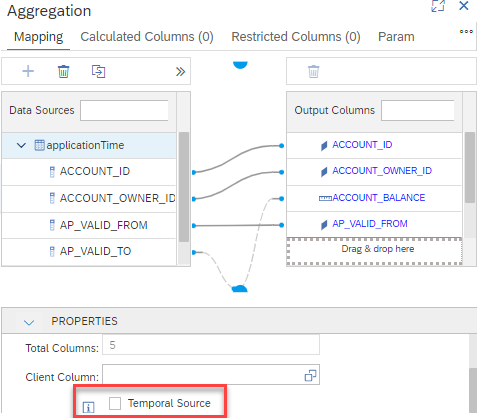 Aggregation
Mapping Calculated Columns (0) Restricted Columns (0) Param
Data Sources
Output Columns
applicationTime
ACCOUNT_ID
ACCOUNT_OWNER_ID
AP_VALID_FROM
AP_VALID_TO
ACCOUNT_ID
ACCOUNT_OWNER_ID
ACCOUNT_BALANCE
AP_VALID_FROM
Drag & drop here
PROPERTIES
Total Columns: 5
Client Column:
Temporal Source